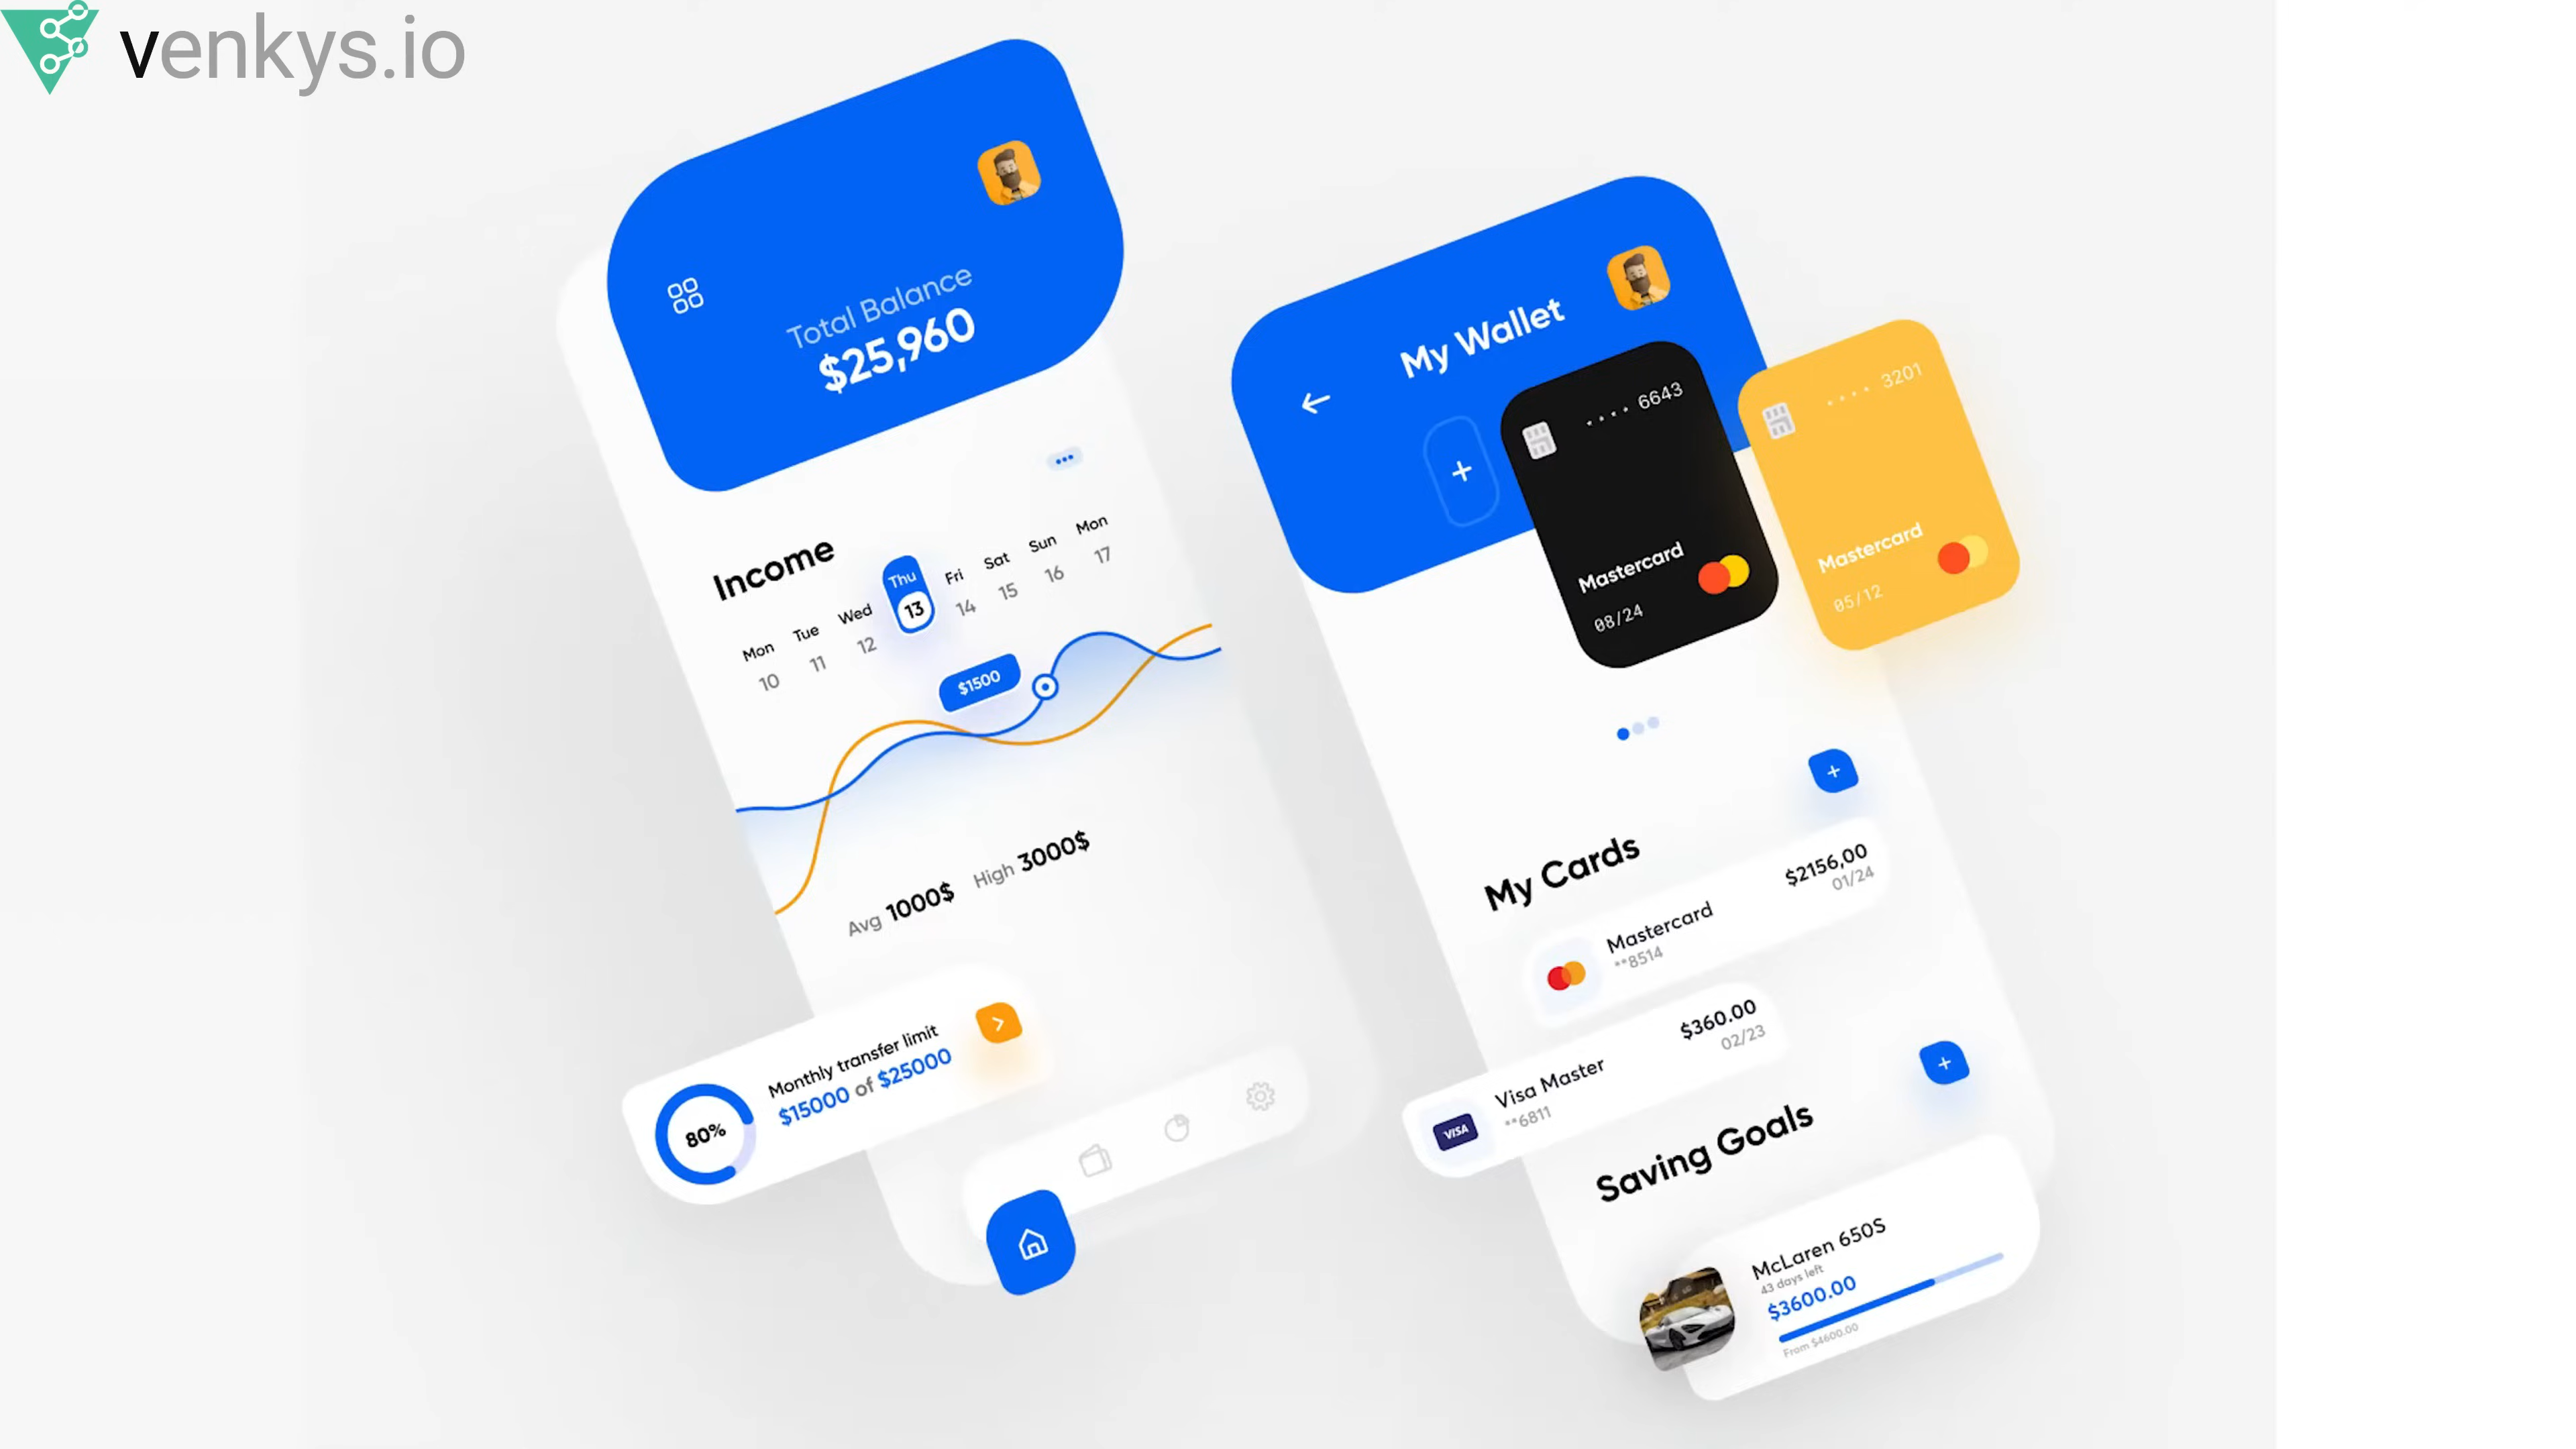 venkys.io
Total Balance
$25,960
Income
Mon Tue Wed Thu Fri Sat Sun Mon
10 11 12 13 14 15 16 17
$1500
Avg 1000$ High 3000$
80%
Monthly transfer limit
$15000 of $25000
My Wallet
6643
Mastercard
08/24
3201
Mastercard
05/12
My Cards
Mastercard
**8514
$2156,00
01/24
Visa Master
**6811
$360.00
02/23
VISA
Saving Goals
McLaren 650S
43 days left
$3600.00
From $4600.00